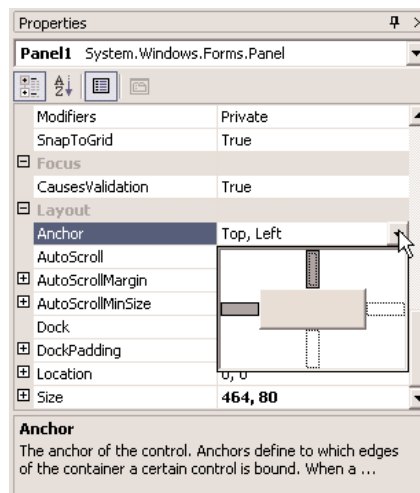 Properties
Panel1 System.Windows.Forms.Panel
Modifiers Private
SnapToGrid True
Focus
CausesValidation True
Layout
Anchor Top, Left
AutoScroll
AutoScrollMargin
AutoScrollMinSize
Dock
DockPadding
Location 0, 0
Size 464, 80
Anchor
The anchor of the control. Anchors define to which edges
of the container a certain control is bound. When a ...